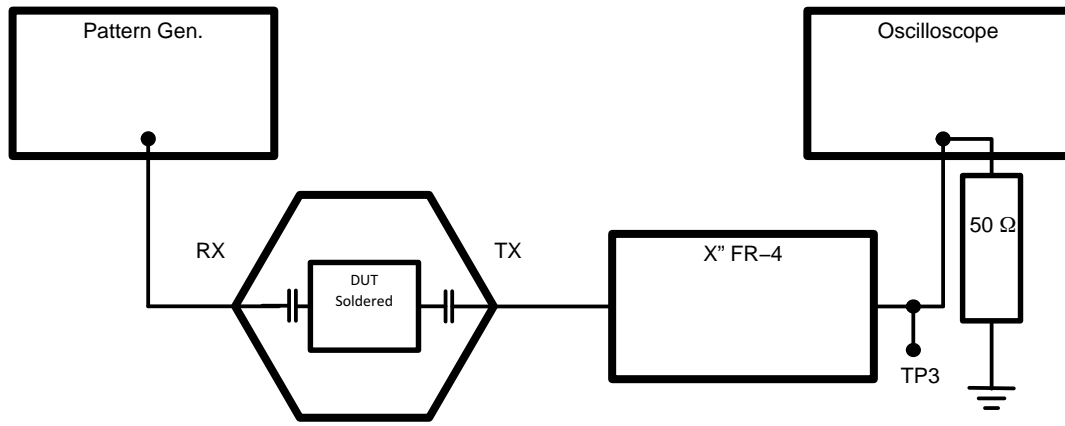 Pattern Gen.
Oscilloscope
50 Ω
RX
TX
X” FR−4
DUT
Soldered
TP3